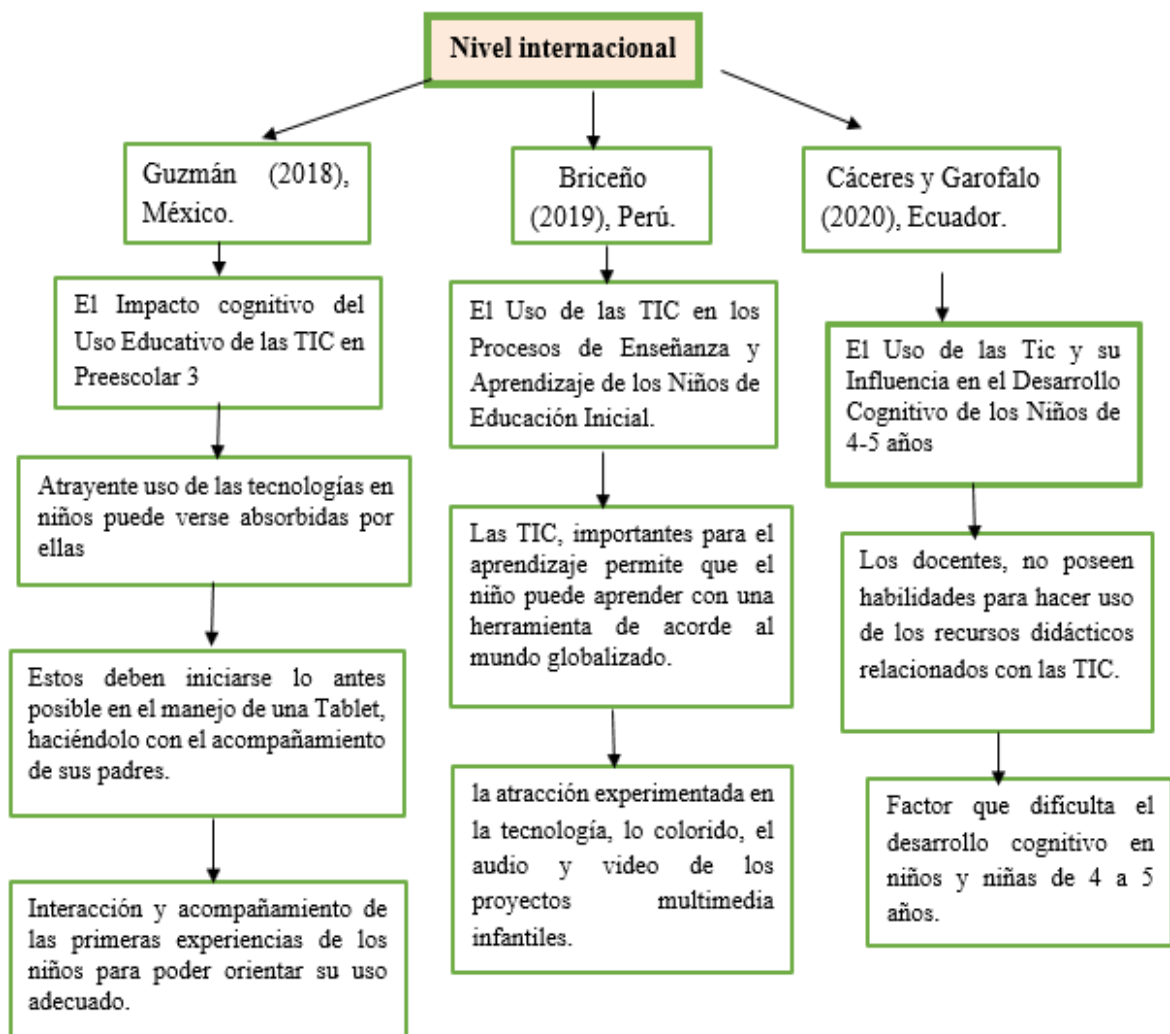 Nivel internacional
Guzmán (2018),
México.
El Impacto cognitivo del
Uso Educativo de las TIC en
Preescolar 3
Atrayente uso de las tecnologías en
niños puede verse absorbidas por
ellas
Estos deben iniciarse lo antes
posible en el manejo de una Tablet,
haciéndolo con el acompañamiento
de sus padres.
Interacción y acompañamiento de
las primeras experiencias de los
niños para poder orientar su uso
adecuado.
Briceño
(2019), Perú.
El Uso de las TIC en los
Procesos de Enseñanza y
Aprendizaje de los Niños de
Educación Inicial.
Las TIC, importantes para el
aprendizaje permite que el
niño puede aprender con una
herramienta de acorde al
mundo globalizado.
la atracción experimentada en
la tecnología, lo colorido, el
audio y video de los
proyectos multimedia
infantiles.
Cáceres y Garofalo
(2020), Ecuador.
El Uso de las Tic y su
Influencia en el Desarrollo
Cognitivo de los Niños de
4-5 años
Los docentes, no poseen
habilidades para hacer uso
de los recursos didácticos
relacionados con las TIC.
Factor que dificulta el
desarrollo cognitivo en
niños y niñas de 4 a 5
años.